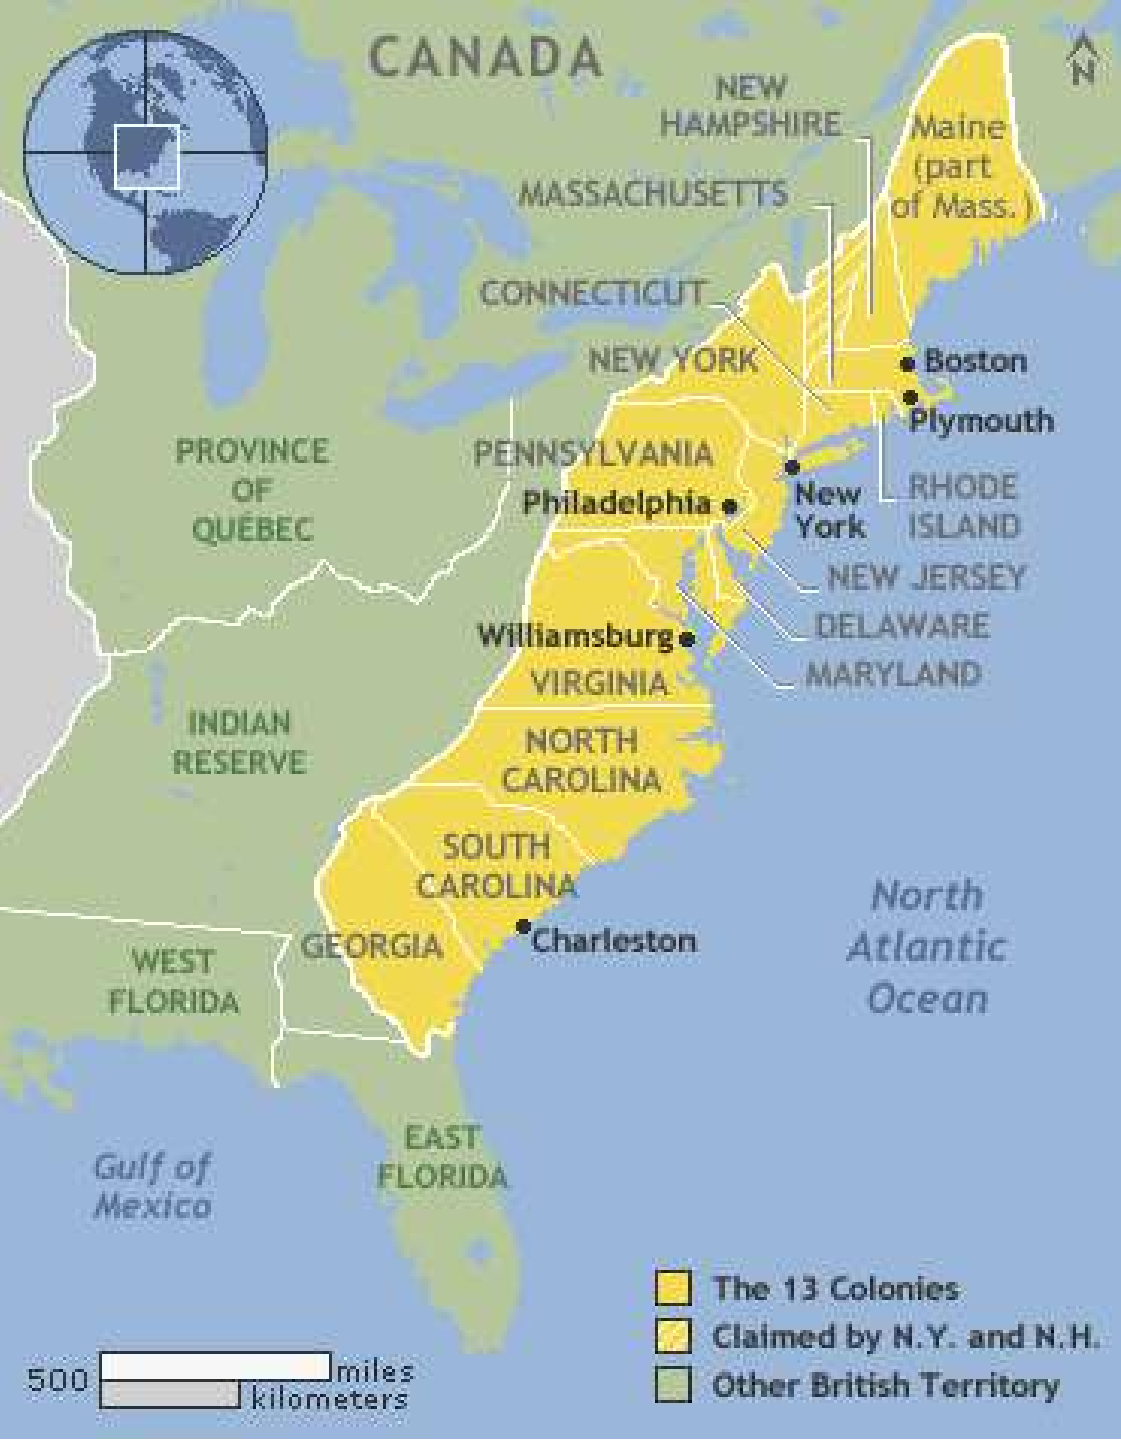 CANADA
N
NEW
HAMPSHIRE
Maine
(part
of Mass.)
MASSACHUSETTS
CONNECTICUT
NEW YORK
Boston
Plymouth
PROVINCE
OF
QUÉBEC
PENNSYLVANIA
Philadelphia
New
York
RHODE
ISLAND
NEW JERSEY
DELAWARE
MARYLAND
Williamsburg
VIRGINIA
INDIAN
RESERVE
NORTH
CAROLINA
SOUTH
CAROLINA
North
Atlantic
Ocean
Charleston
GEORGIA
WEST
FLORIDA
EAST
FLORIDA
Gulf of
Mexico
The 13 Colonies
Claimed by N.Y. and N.H.
Other British Territory
500
miles
kilometers